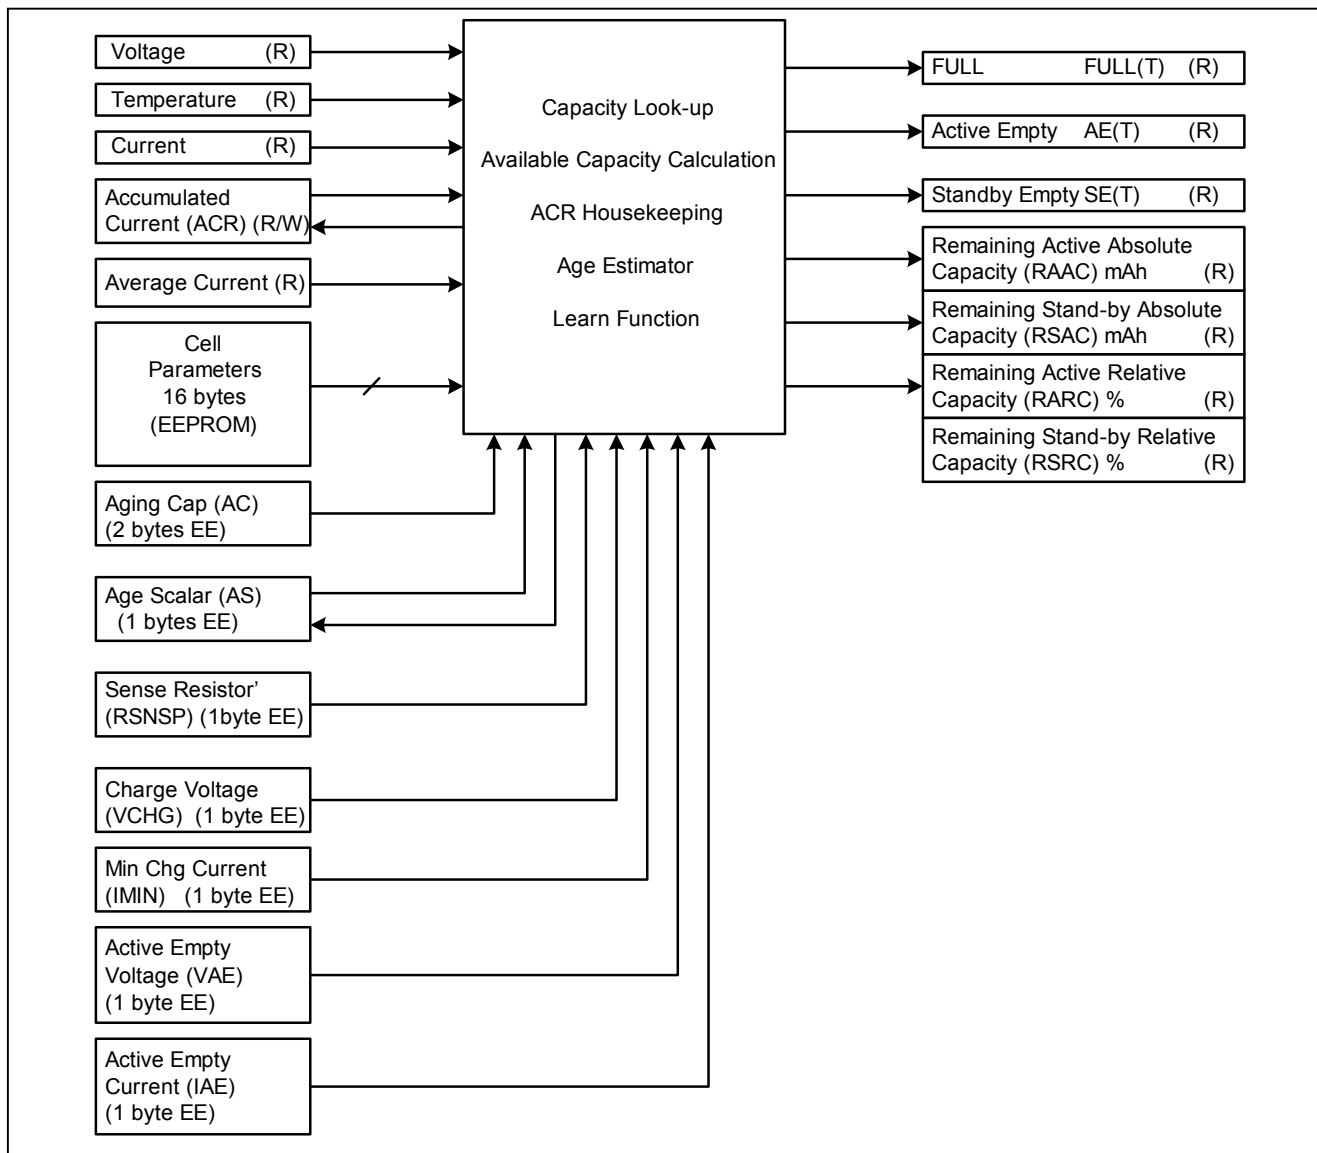 Voltage (R)
Temperature (R)
Current (R)
Accumulated
Current (ACR) (R/W)
Average Current (R)
Cell
Parameters
16 bytes
(EEPROM)
Aging Cap (AC)
(2 bytes EE)
Age Scalar (AS)
(1 bytes EE)
Sense Resistor’
(RSNSP) (1byte EE)
Charge Voltage
(VCHG) (1 byte EE)
Min Chg Current
(IMIN) (1 byte EE)
Active Empty
Voltage (VAE)
(1 byte EE)
Active Empty
Current (IAE)
(1 byte EE)
Capacity Look-up
Available Capacity Calculation
ACR Housekeeping
Age Estimator
Learn Function
FULL FULL(T) (R)
Active Empty AE(T) (R)
Standby Empty SE(T) (R)
Remaining Active Absolute
Capacity (RAAC) mAh (R)
Remaining Stand-by Absolute
Capacity (RSAC) mAh (R)
Remaining Active Relative
Capacity (RARC) % (R)
Remaining Stand-by Relative
Capacity (RSRC) % (R)